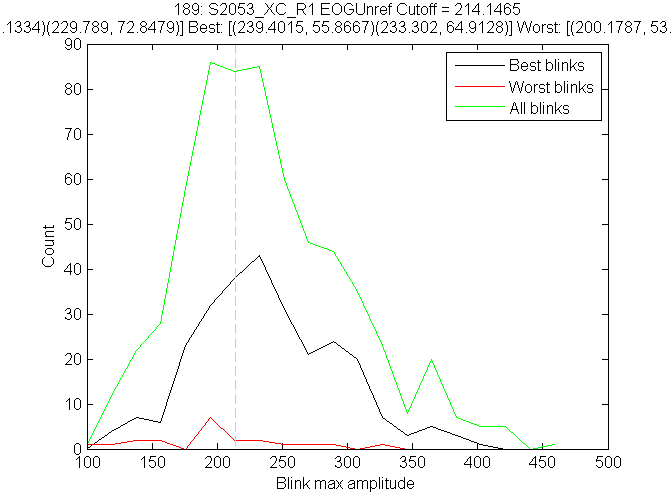 189: S2053_XC_R1 EOGUnref Cutoff = 214.1465
.1334)(229.789, 72.8479)] Best: [(239.4015, 55.8667)(233.302, 64.9128)] Worst: [(200.1787, 53.
90
80
70
60
50
40
30
20
10
0
Count
Best blinks
Worst blinks
All blinks
100
150
200
250
300
350
400
450
500
Blink max amplitude